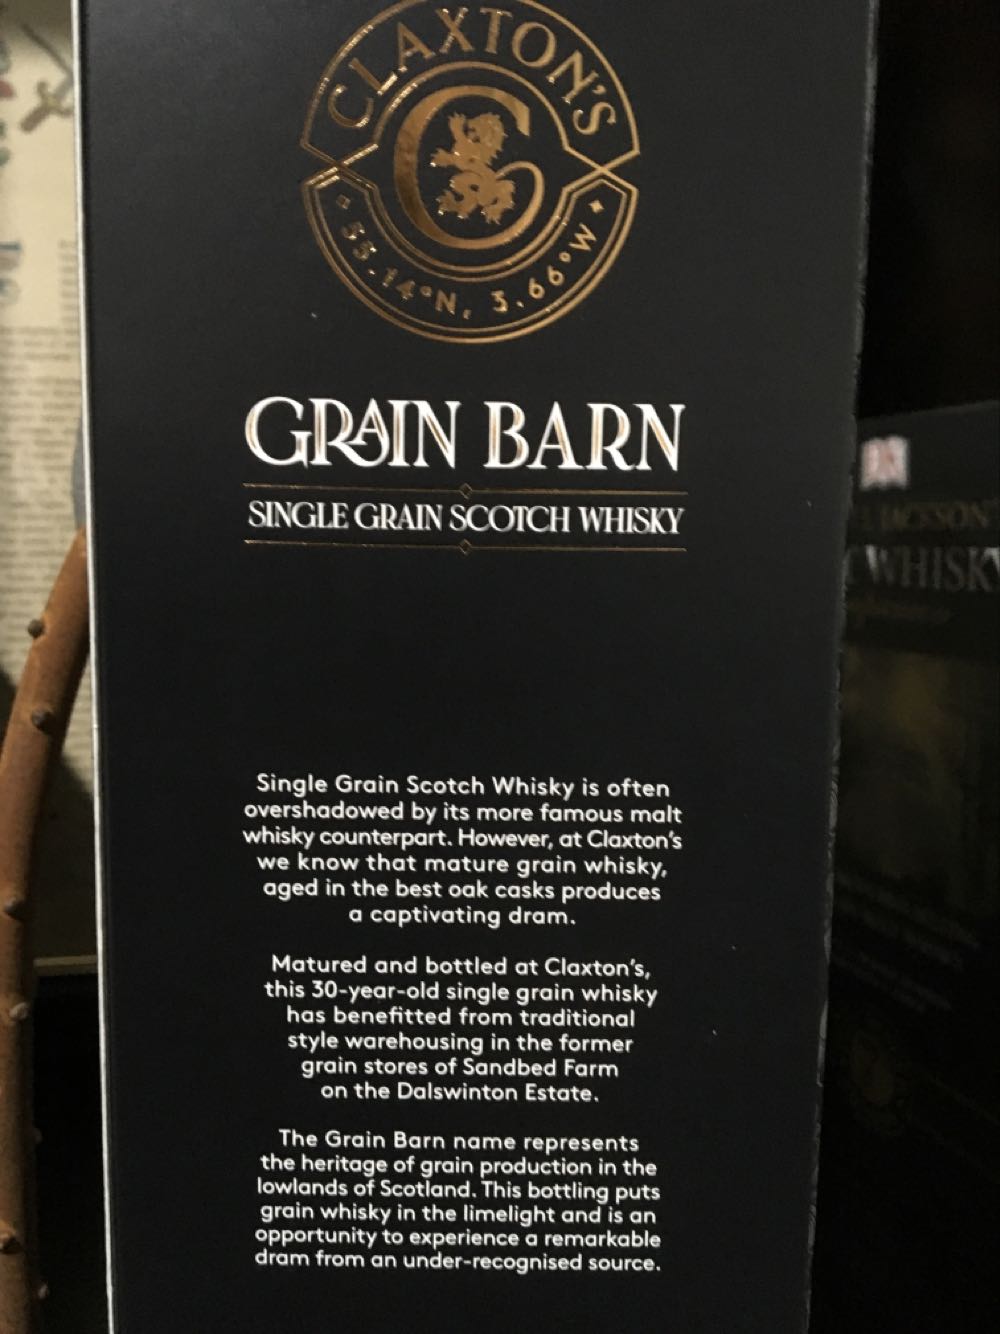 CLAXTON'S
C
55.14°N, 3.66°W
GRAIN BARN
SINGLE GRAIN SCOTCH WHISKY
Single Grain Scotch Whisky is often
overshadowed by its more famous malt
whisky counterpart. However, at Claxton's
we know that mature grain whisky,
aged in the best oak casks produces
a captivating dram.
Matured and bottled at Claxton's,
this 30-year-old single grain whisky
has benefitted from traditional
style warehousing in the former
grain stores of Sandbed Farm
on the Dalswinton Estate.
The Grain Barn name represents
the heritage of grain production in the
lowlands of Scotland. This bottling puts
grain whisky in the limelight and is an
opportunity to experience a remarkable
dram from an under-recognised source.
JACKSON'
WHISKY